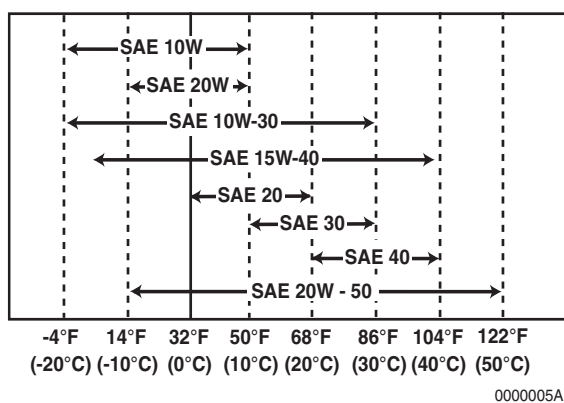 SAE 10W
SAE 20W
SAE 10W-30
SAE 15W-40
SAE 20
SAE 30
SAE 40
SAE 20W - 50
-4°F 14°F 32°F 50°F 68°F 86°F 104°F 122°F
(-20°C) (-10°C) (0°C) (10°C) (20°C) (30°C) (40°C) (50°C)
0000005A